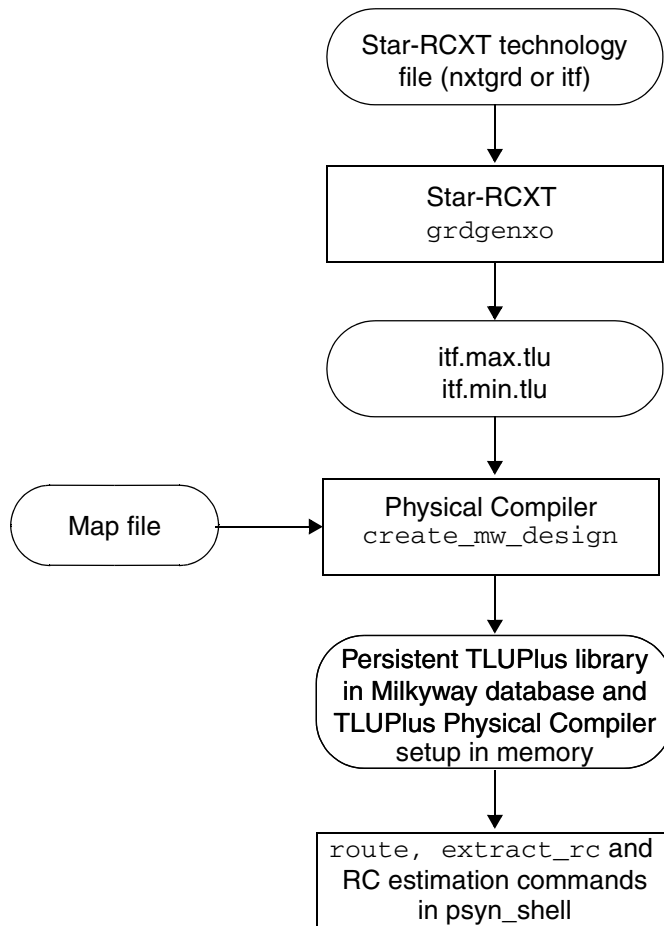 Star-RCXT technology
file (nxtgrd or itf)
Star-RCXT
grdgenxo
itf.max.tlu
itf.min.tlu
Map file
Physical Compiler
create_mw_design
Persistent TLUPlus library
in Milkyway database and
TLUPlus Physical Compiler
setup in memory
route, extract_rc and
RC estimation commands
in psyn_shell